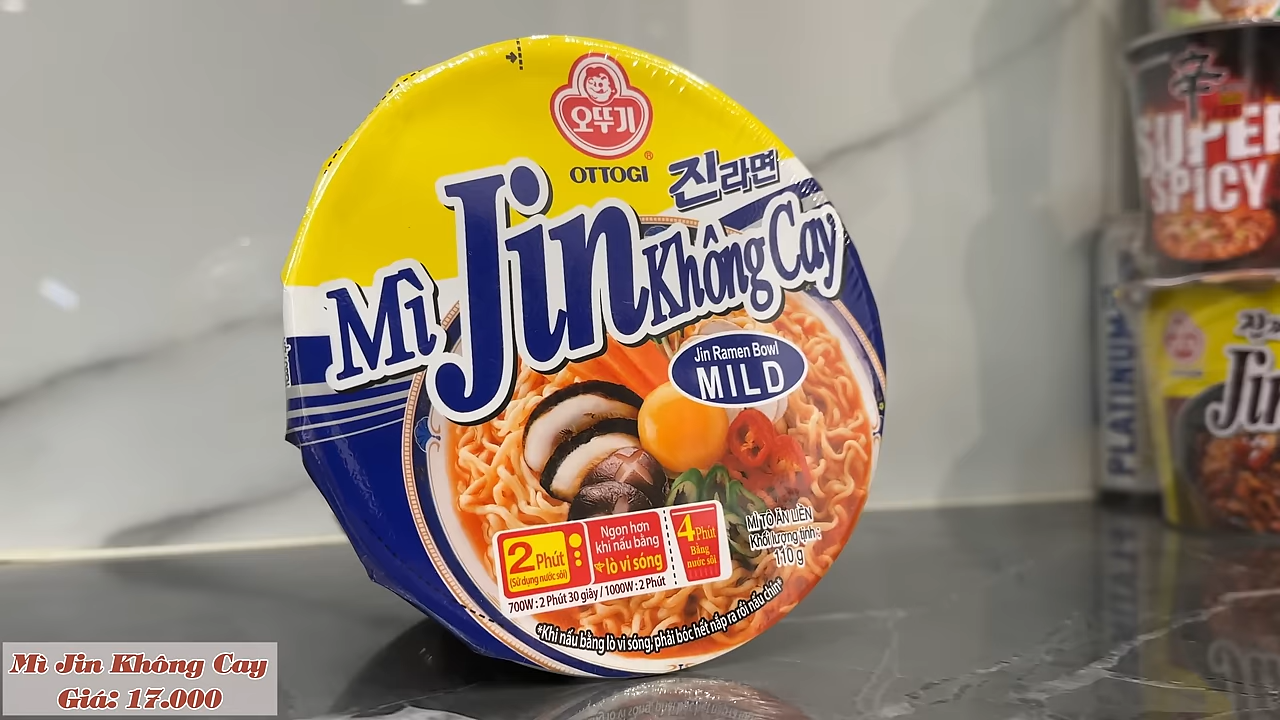 오뚜기
OTTOGI
®
진라면
Mì Jin Không Cay
Jin Ramen Bowl
MILD
2 Phút
(Sử dụng nước sôi)
Ngon hơn
khi nấu bằng
lò vi sóng
4 Phút
Bằng
nước sôi
700W : 2 Phút 30 giây / 1000W : 2 Phút
MÌ TÔ ĂN LIỀN
Khối lượng tịnh :
110 g
*Khi nấu bằng lò vi sóng, phải bóc hết nắp ra rồi nấu chín*
辛
SUPER
SPICY
PLATINUM
Jin
Mì Jin Không Cay
Giá: 17.000